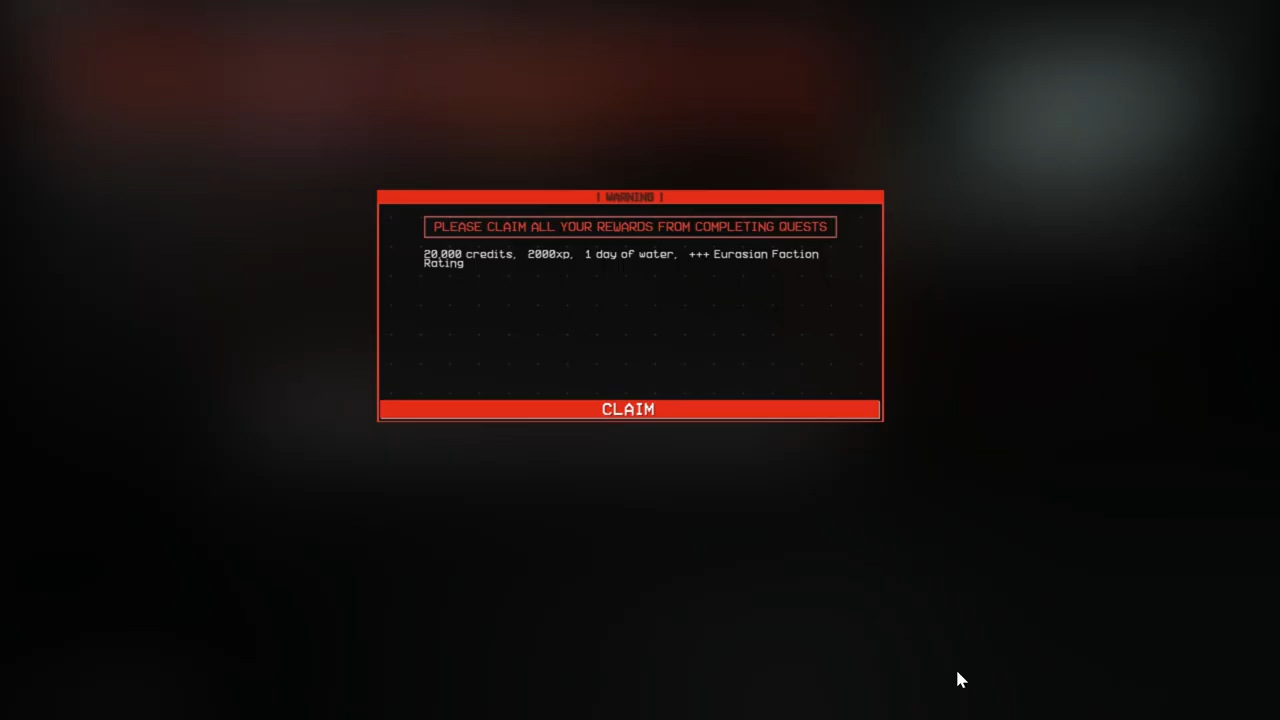 ! WARNING !
PLEASE CLAIM ALL YOUR REWARDS FROM COMPLETING QUESTS
20,000 credits,  2000xp,  1 day of water,  +++ Eurasian Faction
Rating
CLAIM